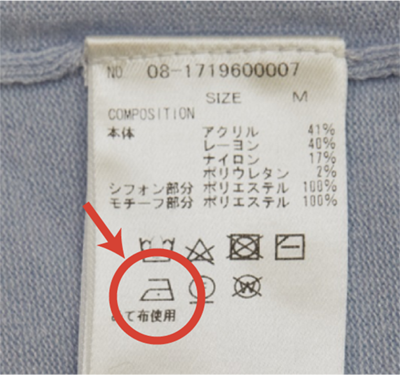 NO. 08-1719600007
SIZE M
COMPOSITION
本体 アクリル 41%
レーヨン 40%
ナイロン 17%
ポリウレタン 2%
シフォン部分 ポリエステル 100%
モチーフ部分 ポリエステル 100%
て布使用